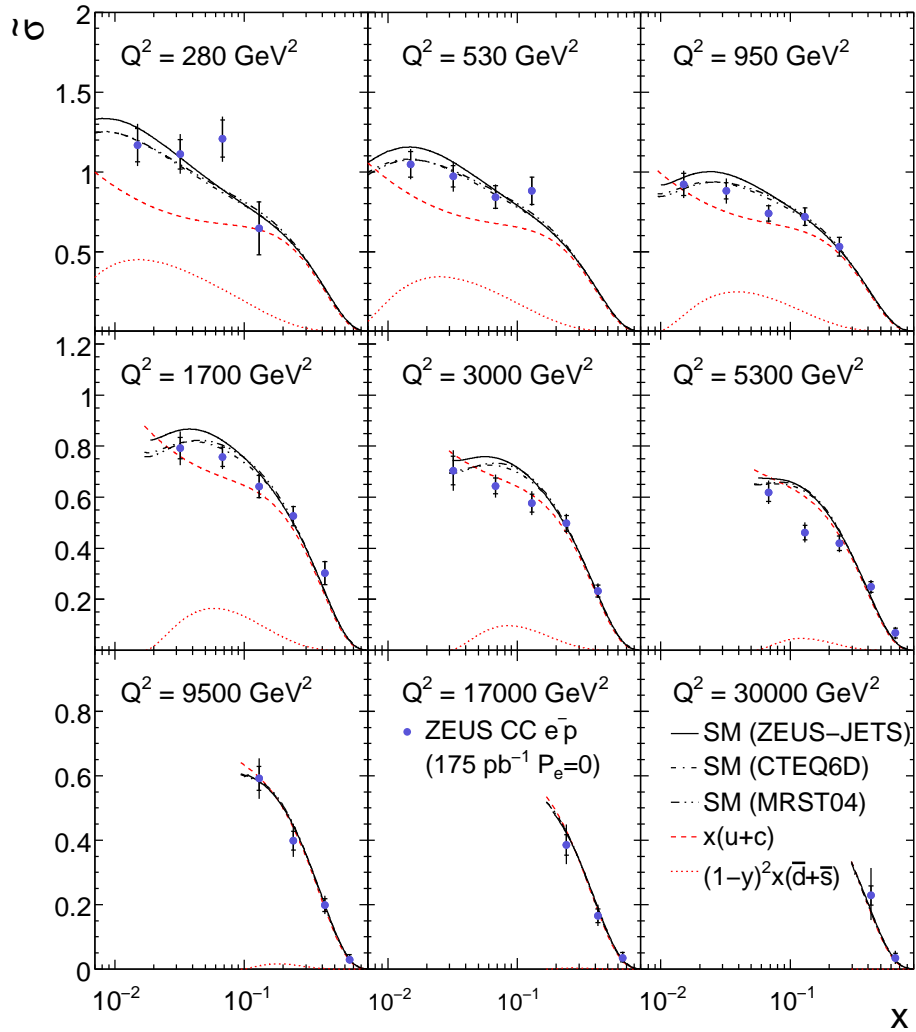 σ̃
Q² = 280 GeV²
Q² = 530 GeV²
Q² = 950 GeV²
2
1.5
1
0.5
Q² = 1700 GeV²
Q² = 3000 GeV²
Q² = 5300 GeV²
1.2
1
0.8
0.6
0.4
0.2
Q² = 9500 GeV²
Q² = 17000 GeV²
Q² = 30000 GeV²
ZEUS CC e⁻p
(175 pb⁻¹ P_e=0)
SM (ZEUS−JETS)
SM (CTEQ6D)
SM (MRST04)
x(u+c)
(1−y)²x(d̅+s̅)
0.8
0.6
0.4
0.2
0
10⁻² 10⁻¹ 10⁻² 10⁻¹ 10⁻² 10⁻¹
x